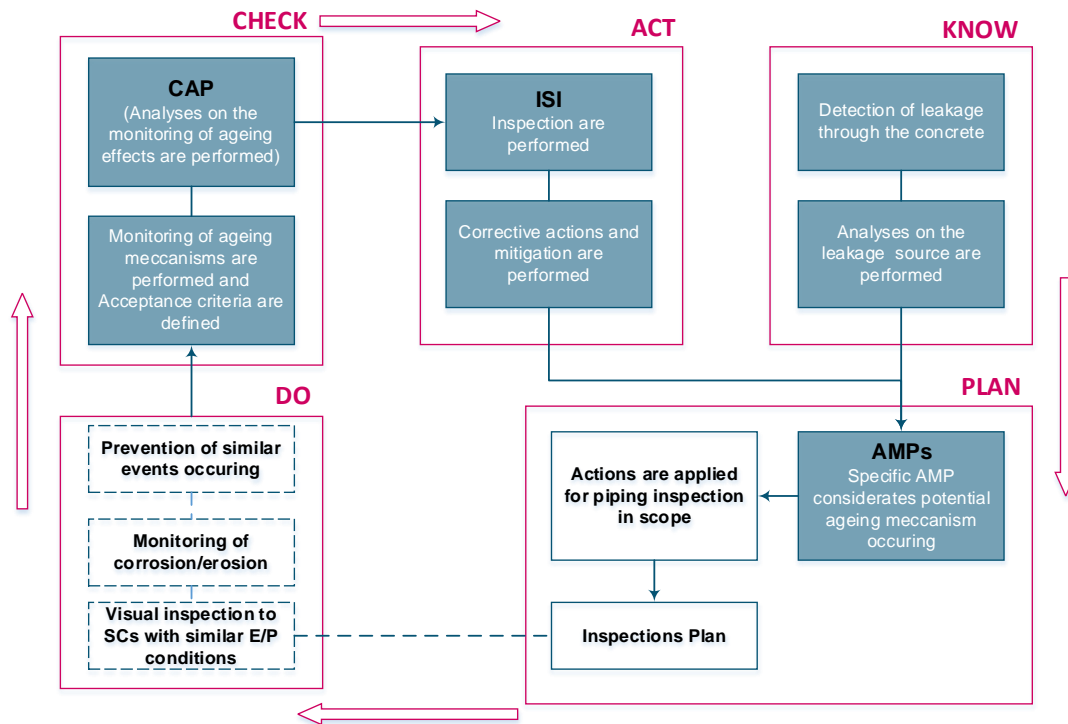 CHECK
CAP
(Analyses on the
monitoring of ageing
effects are performed)
Monitoring of ageing
meccanisms are
performed and
Acceptance criteria are
defined
ACT
ISI
Inspection are
performed
Corrective actions and
mitigation are
performed
KNOW
Detection of leakage
through the concrete
Analyses on the
leakage source are
performed
DO
Prevention of similar
events occuring
Monitoring of
corrosion/erosion
Visual inspection to
SCs with similar E/P
conditions
PLAN
Actions are applied
for piping inspection
in scope
Inspections Plan
AMPs
Specific AMP
considerates potential
ageing meccanism
occuring